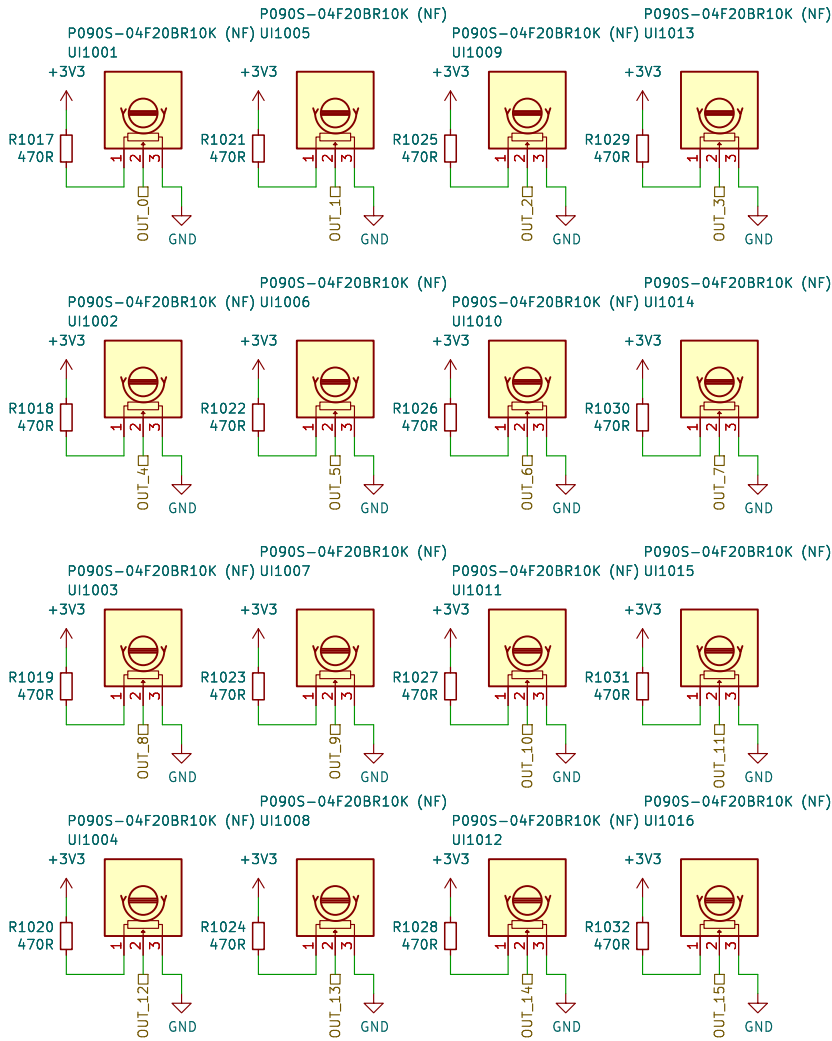 P090S-04F20BR10K (NF)
UI1001
+3V3
R1017
470R
1
2
3
OUT_0
GND
P090S-04F20BR10K (NF)
UI1005
+3V3
R1021
470R
1
2
3
OUT_1
GND
P090S-04F20BR10K (NF)
UI1009
+3V3
R1025
470R
1
2
3
OUT_2
GND
P090S-04F20BR10K (NF)
UI1013
+3V3
R1029
470R
1
2
3
OUT_3
GND
P090S-04F20BR10K (NF)
UI1002
+3V3
R1018
470R
1
2
3
OUT_4
GND
P090S-04F20BR10K (NF)
UI1006
+3V3
R1022
470R
1
2
3
OUT_5
GND
P090S-04F20BR10K (NF)
UI1010
+3V3
R1026
470R
1
2
3
OUT_6
GND
P090S-04F20BR10K (NF)
UI1014
+3V3
R1030
470R
1
2
3
OUT_7
GND
P090S-04F20BR10K (NF)
UI1003
+3V3
R1019
470R
1
2
3
OUT_8
GND
P090S-04F20BR10K (NF)
UI1007
+3V3
R1023
470R
1
2
3
OUT_9
GND
P090S-04F20BR10K (NF)
UI1011
+3V3
R1027
470R
1
2
3
OUT_10
GND
P090S-04F20BR10K (NF)
UI1015
+3V3
R1031
470R
1
2
3
OUT_11
GND
P090S-04F20BR10K (NF)
UI1004
+3V3
R1020
470R
1
2
3
OUT_12
GND
P090S-04F20BR10K (NF)
UI1008
+3V3
R1024
470R
1
2
3
OUT_13
GND
P090S-04F20BR10K (NF)
UI1012
+3V3
R1028
470R
1
2
3
OUT_14
GND
P090S-04F20BR10K (NF)
UI1016
+3V3
R1032
470R
1
2
3
OUT_15
GND